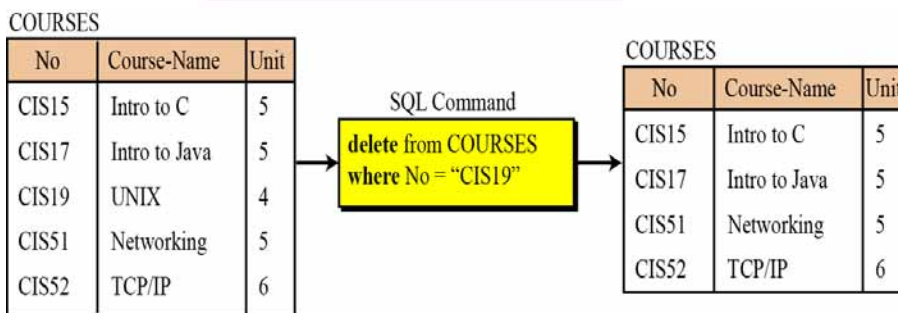 COURSES
No Course-Name Unit
CIS15 Intro to C 5
CIS17 Intro to Java 5
CIS19 UNIX 4
CIS51 Networking 5
CIS52 TCP/IP 6
SQL Command
delete from COURSES
where No = “CIS19”
COURSES
No Course-Name Unit
CIS15 Intro to C 5
CIS17 Intro to Java 5
CIS51 Networking 5
CIS52 TCP/IP 6